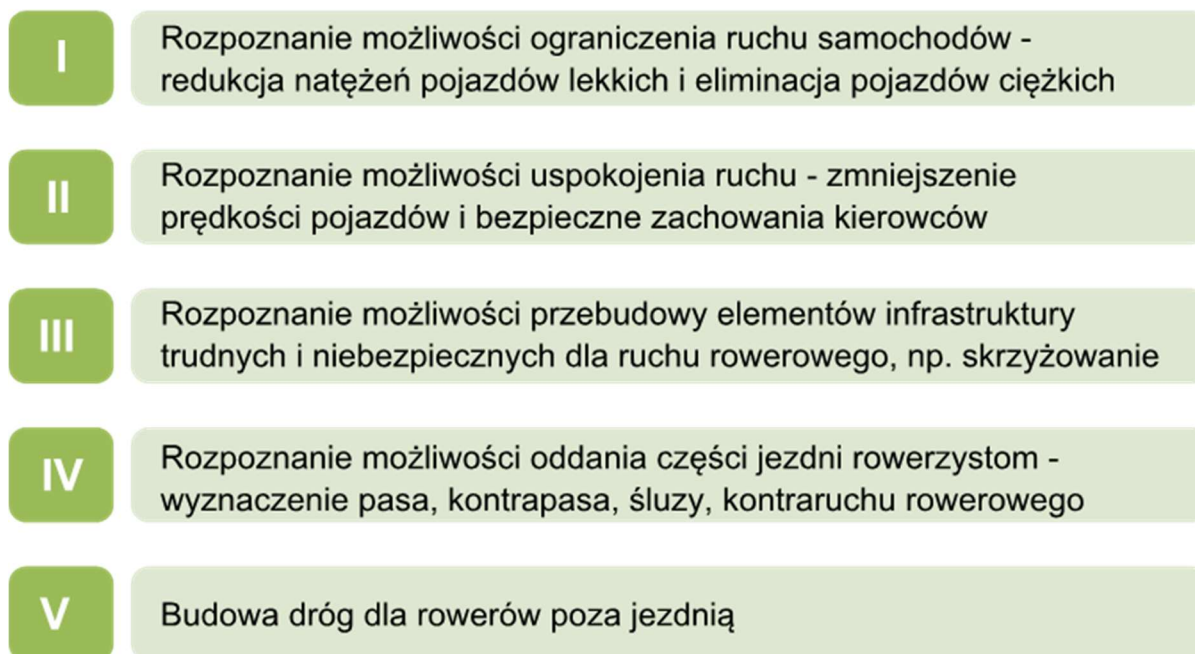 I
Rozpoznanie możliwości ograniczenia ruchu samochodów -
redukcja natężeń pojazdów lekkich i eliminacja pojazdów ciężkich
II
Rozpoznanie możliwości uspokojenia ruchu - zmniejszenie
prędkości pojazdów i bezpieczne zachowania kierowców
III
Rozpoznanie możliwości przebudowy elementów infrastruktury
trudnych i niebezpiecznych dla ruchu rowerowego, np. skrzyżowanie
IV
Rozpoznanie możliwości oddania części jezdni rowerzystom -
wyznaczenie pasa, kontrapasa, śluzy, kontraruchu rowerowego
V
Budowa dróg dla rowerów poza jezdnią